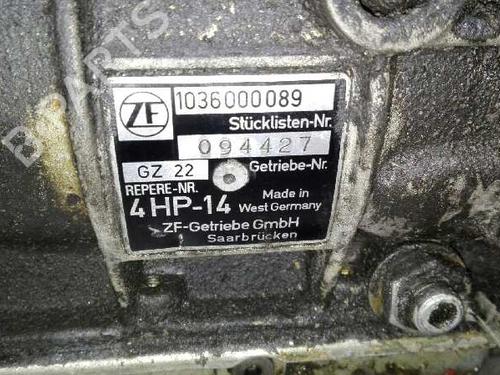 ZF 1036000089
Stücklisten-Nr.
094427
GZ 22 Getriebe-Nr.
REPERE-NR.
4 HP-14 Made in
West Germany
ZF-Getriebe GmbH
Saarbrücken